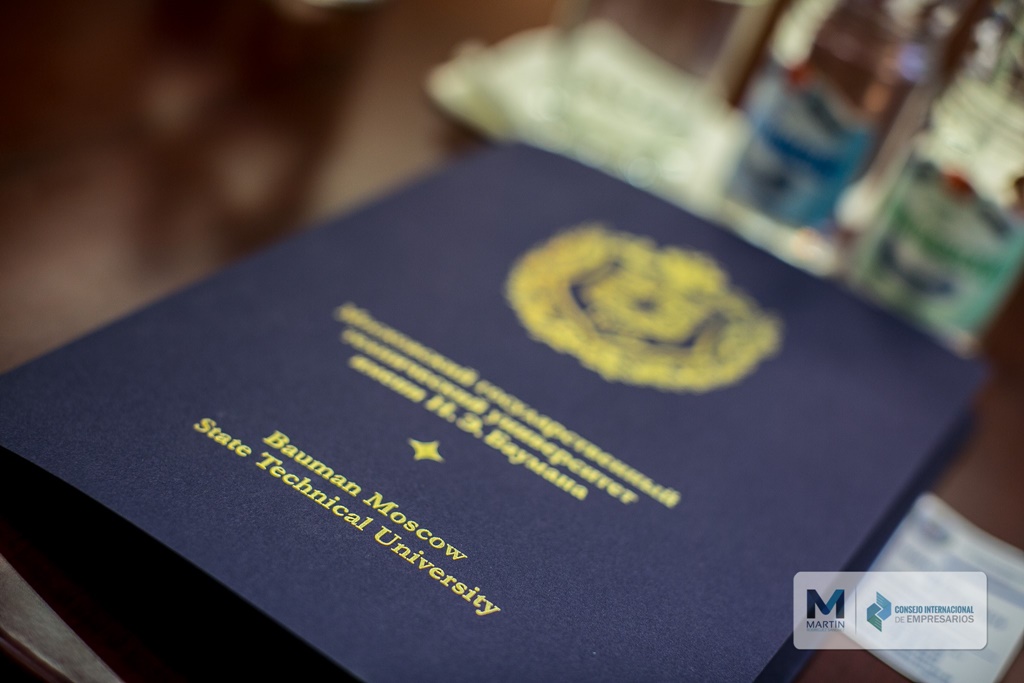 Московский государственный
технический университет
имени Н. Э. Баумана
Bauman Moscow
State Technical University
M
MARTIN
CONSEJO INTERNACIONAL
DE EMPRESARIOS